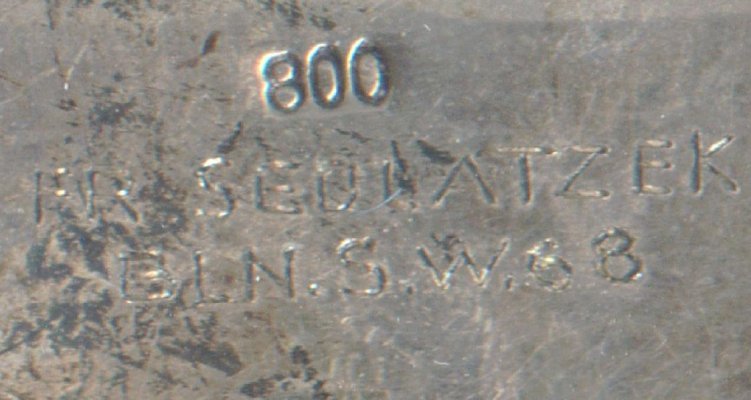 800
FR SEDLATZEK
BLN.S.W.68